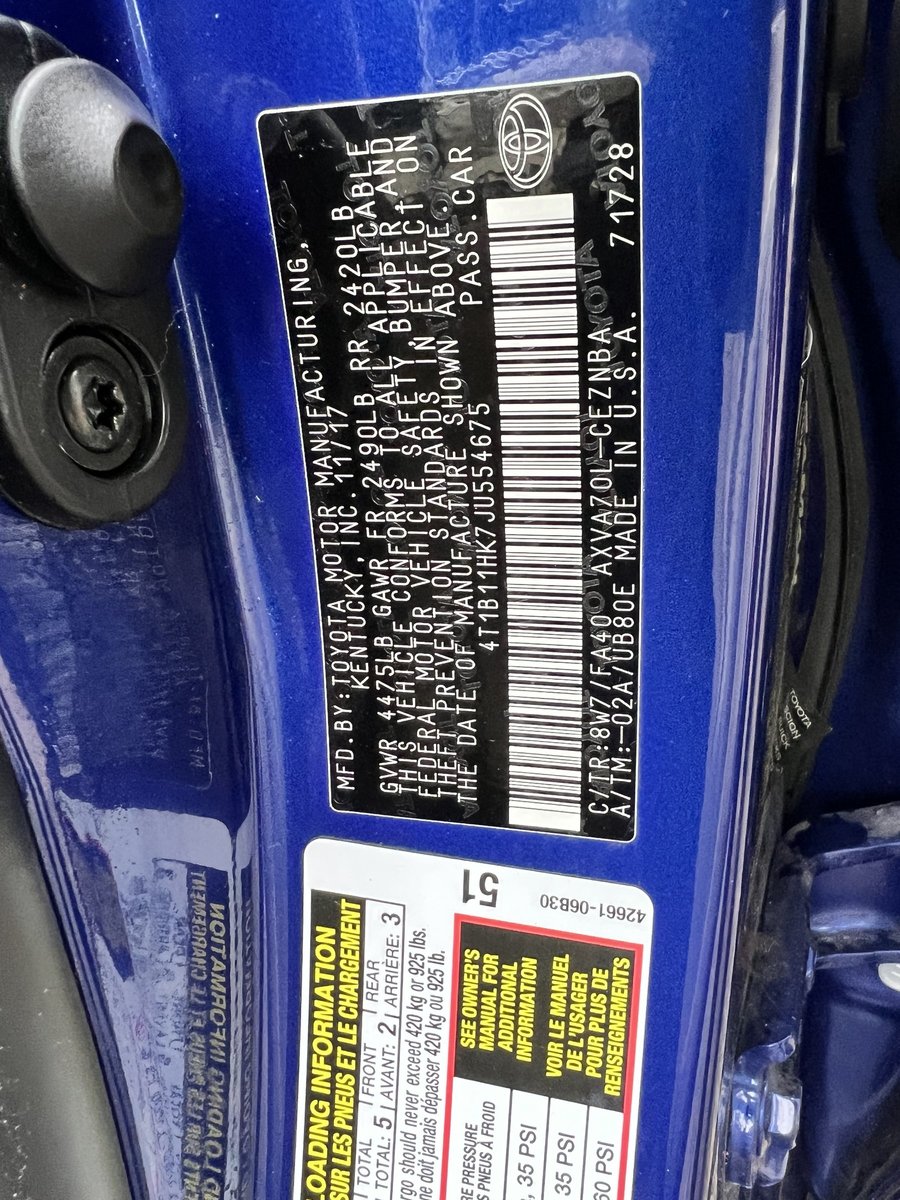 MFD.BY:TOYOTA MOTOR MANUFACTURING,
KENTUCKY, INC. 11/17
GVWR 4475LB GAWR FR 2490LB RR 2420LB
THIS VEHICLE CONFORMS TO ALL APPLICABLE
FEDERAL MOTOR VEHICLE SAFETY, BUMPER, AND
THEFT PREVENTION STANDARDS IN EFFECT ON
THE DATE OF MANUFACTURE SHOWN ABOVE.
4T1B11HK7JU554675 PASS.CAR
C/TR:8W7/FA40 AXVA70L-CEZNBA 71728
A/TM:-02A/UB80E MADE IN U.S.A.
51
42661-06B30
LOADING INFORMATION
SUR LES PNEUS ET LE CHARGEMENT
TOTAL FRONT REAR
TOTAL: 5 AVANT: 2 ARRIÈRE: 3
should never exceed 420 kg or 925 lbs.
ne doit jamais dépasser 420 kg ou 925 lb.
SEE OWNER'S
MANUAL FOR
ADDITIONAL
INFORMATION
VOIR LE MANUEL
DE L'USAGER
POUR PLUS DE
RENSEIGNEMENTS
PRESSURE
PNEUS À FROID
35 PSI
35 PSI
60 PSI
TOYOTA
SCION